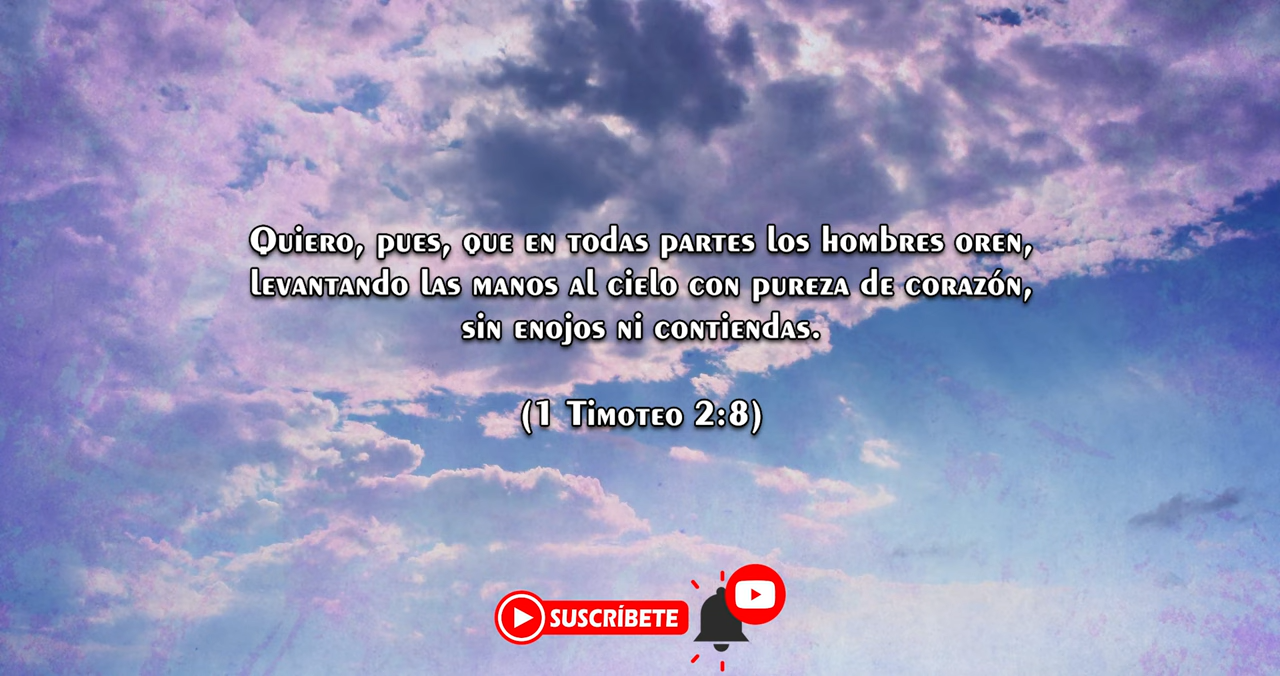 Quiero, pues, que en todas partes los hombres oren,
levantando las manos al cielo con pureza de corazón,
sin enojos ni contiendas.
(1 Timoteo 2:8)
SUSCRÍBETE